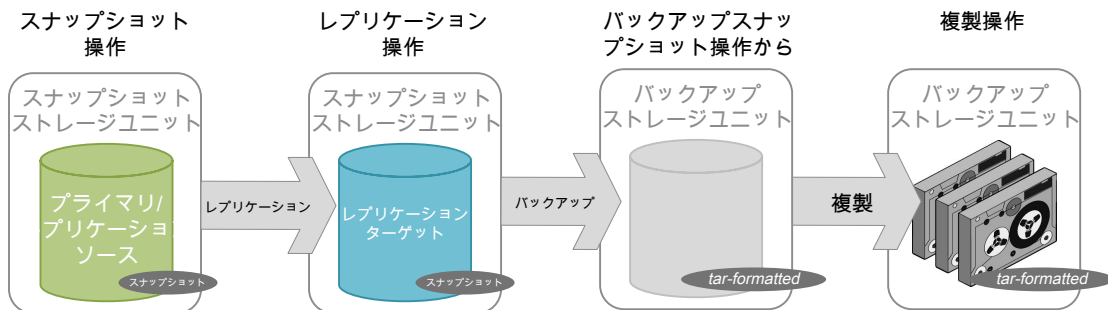 スナップショット
操作
レプリケーション
操作
バックアップスナッ
プショット操作から
複製操作
スナップショット
ストレージユニット
プライマリ/
プリケーショ
ソース
スナップショット
レプリケーション
スナップショット
ストレージユニット
レプリケーション
ターゲット
スナップショット
バックアップ
バックアップ
ストレージユニット
tar-formatted
複製
バックアップ
ストレージユニット
tar-formatted